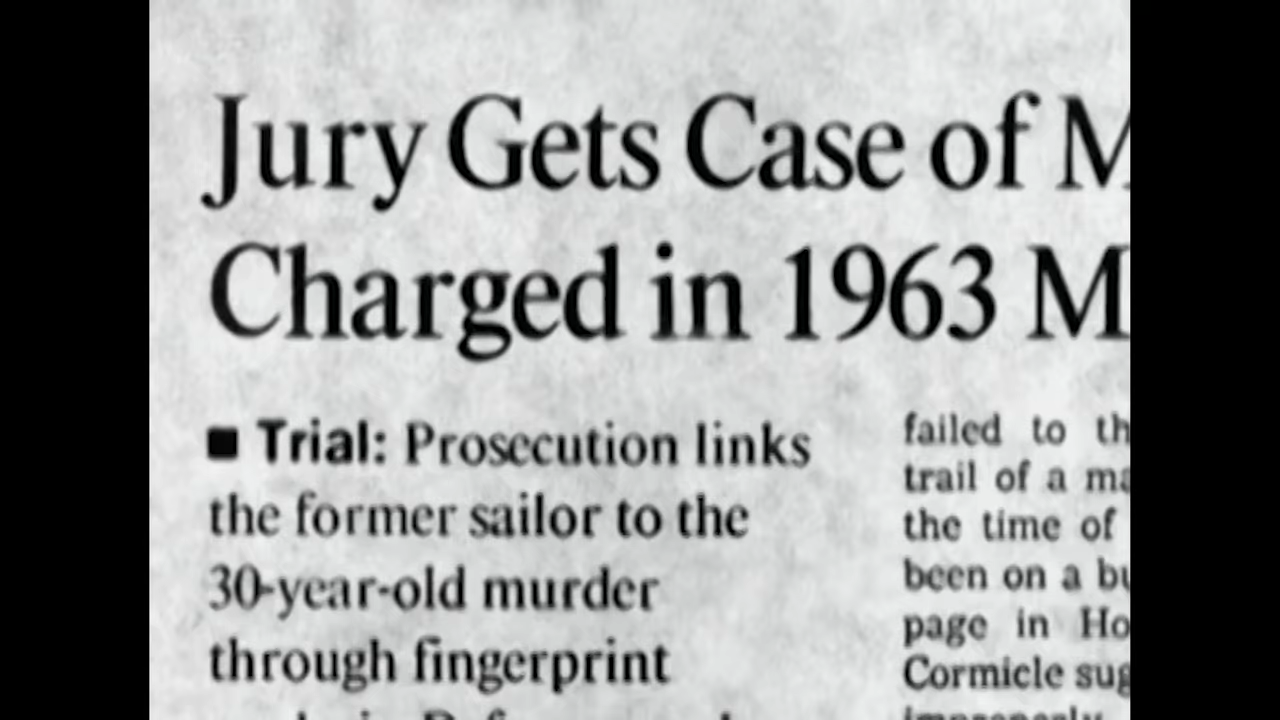 Jury Gets Case of
Charged in 1963
■ Trial: Prosecution links
the former sailor to the
30-year-old murder
through fingerprint
failed to
trail of a
the time of
been on a
page in
Cormicle